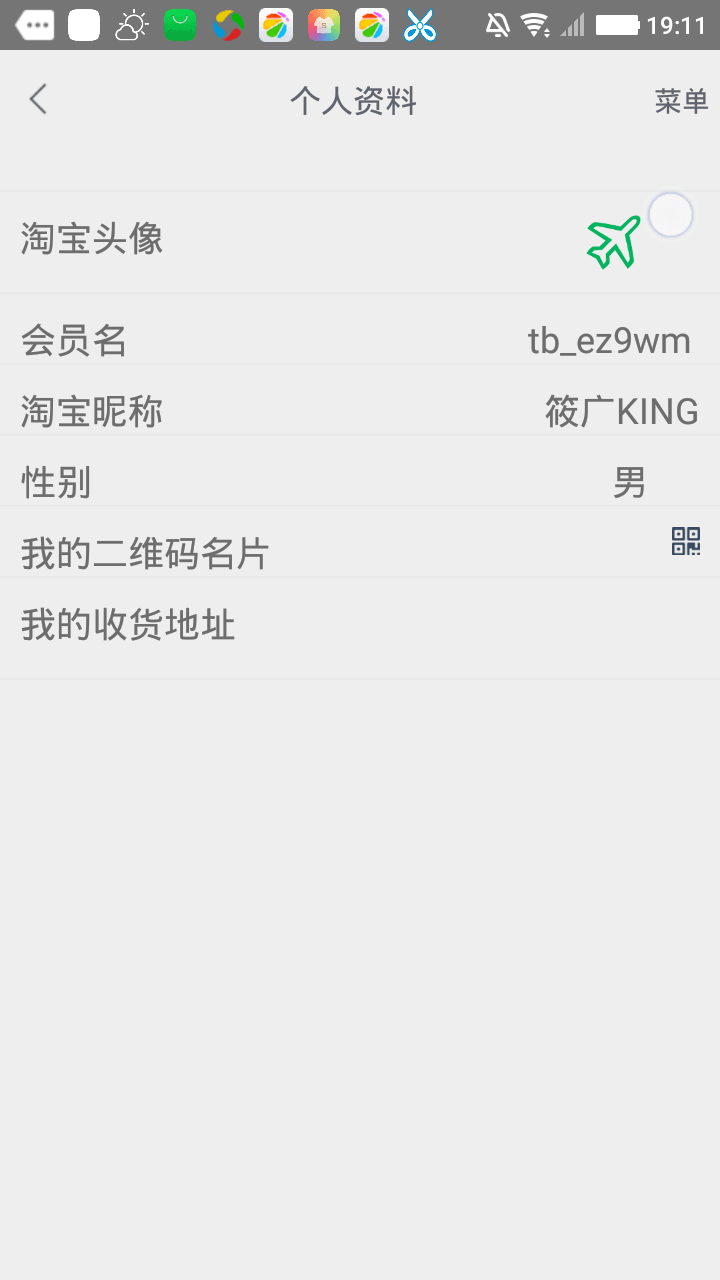 19:11
个人资料
菜单
淘宝头像
会员名 tb_ez9wm
淘宝昵称 筱广KING
性别 男
我的二维码名片
我的收货地址